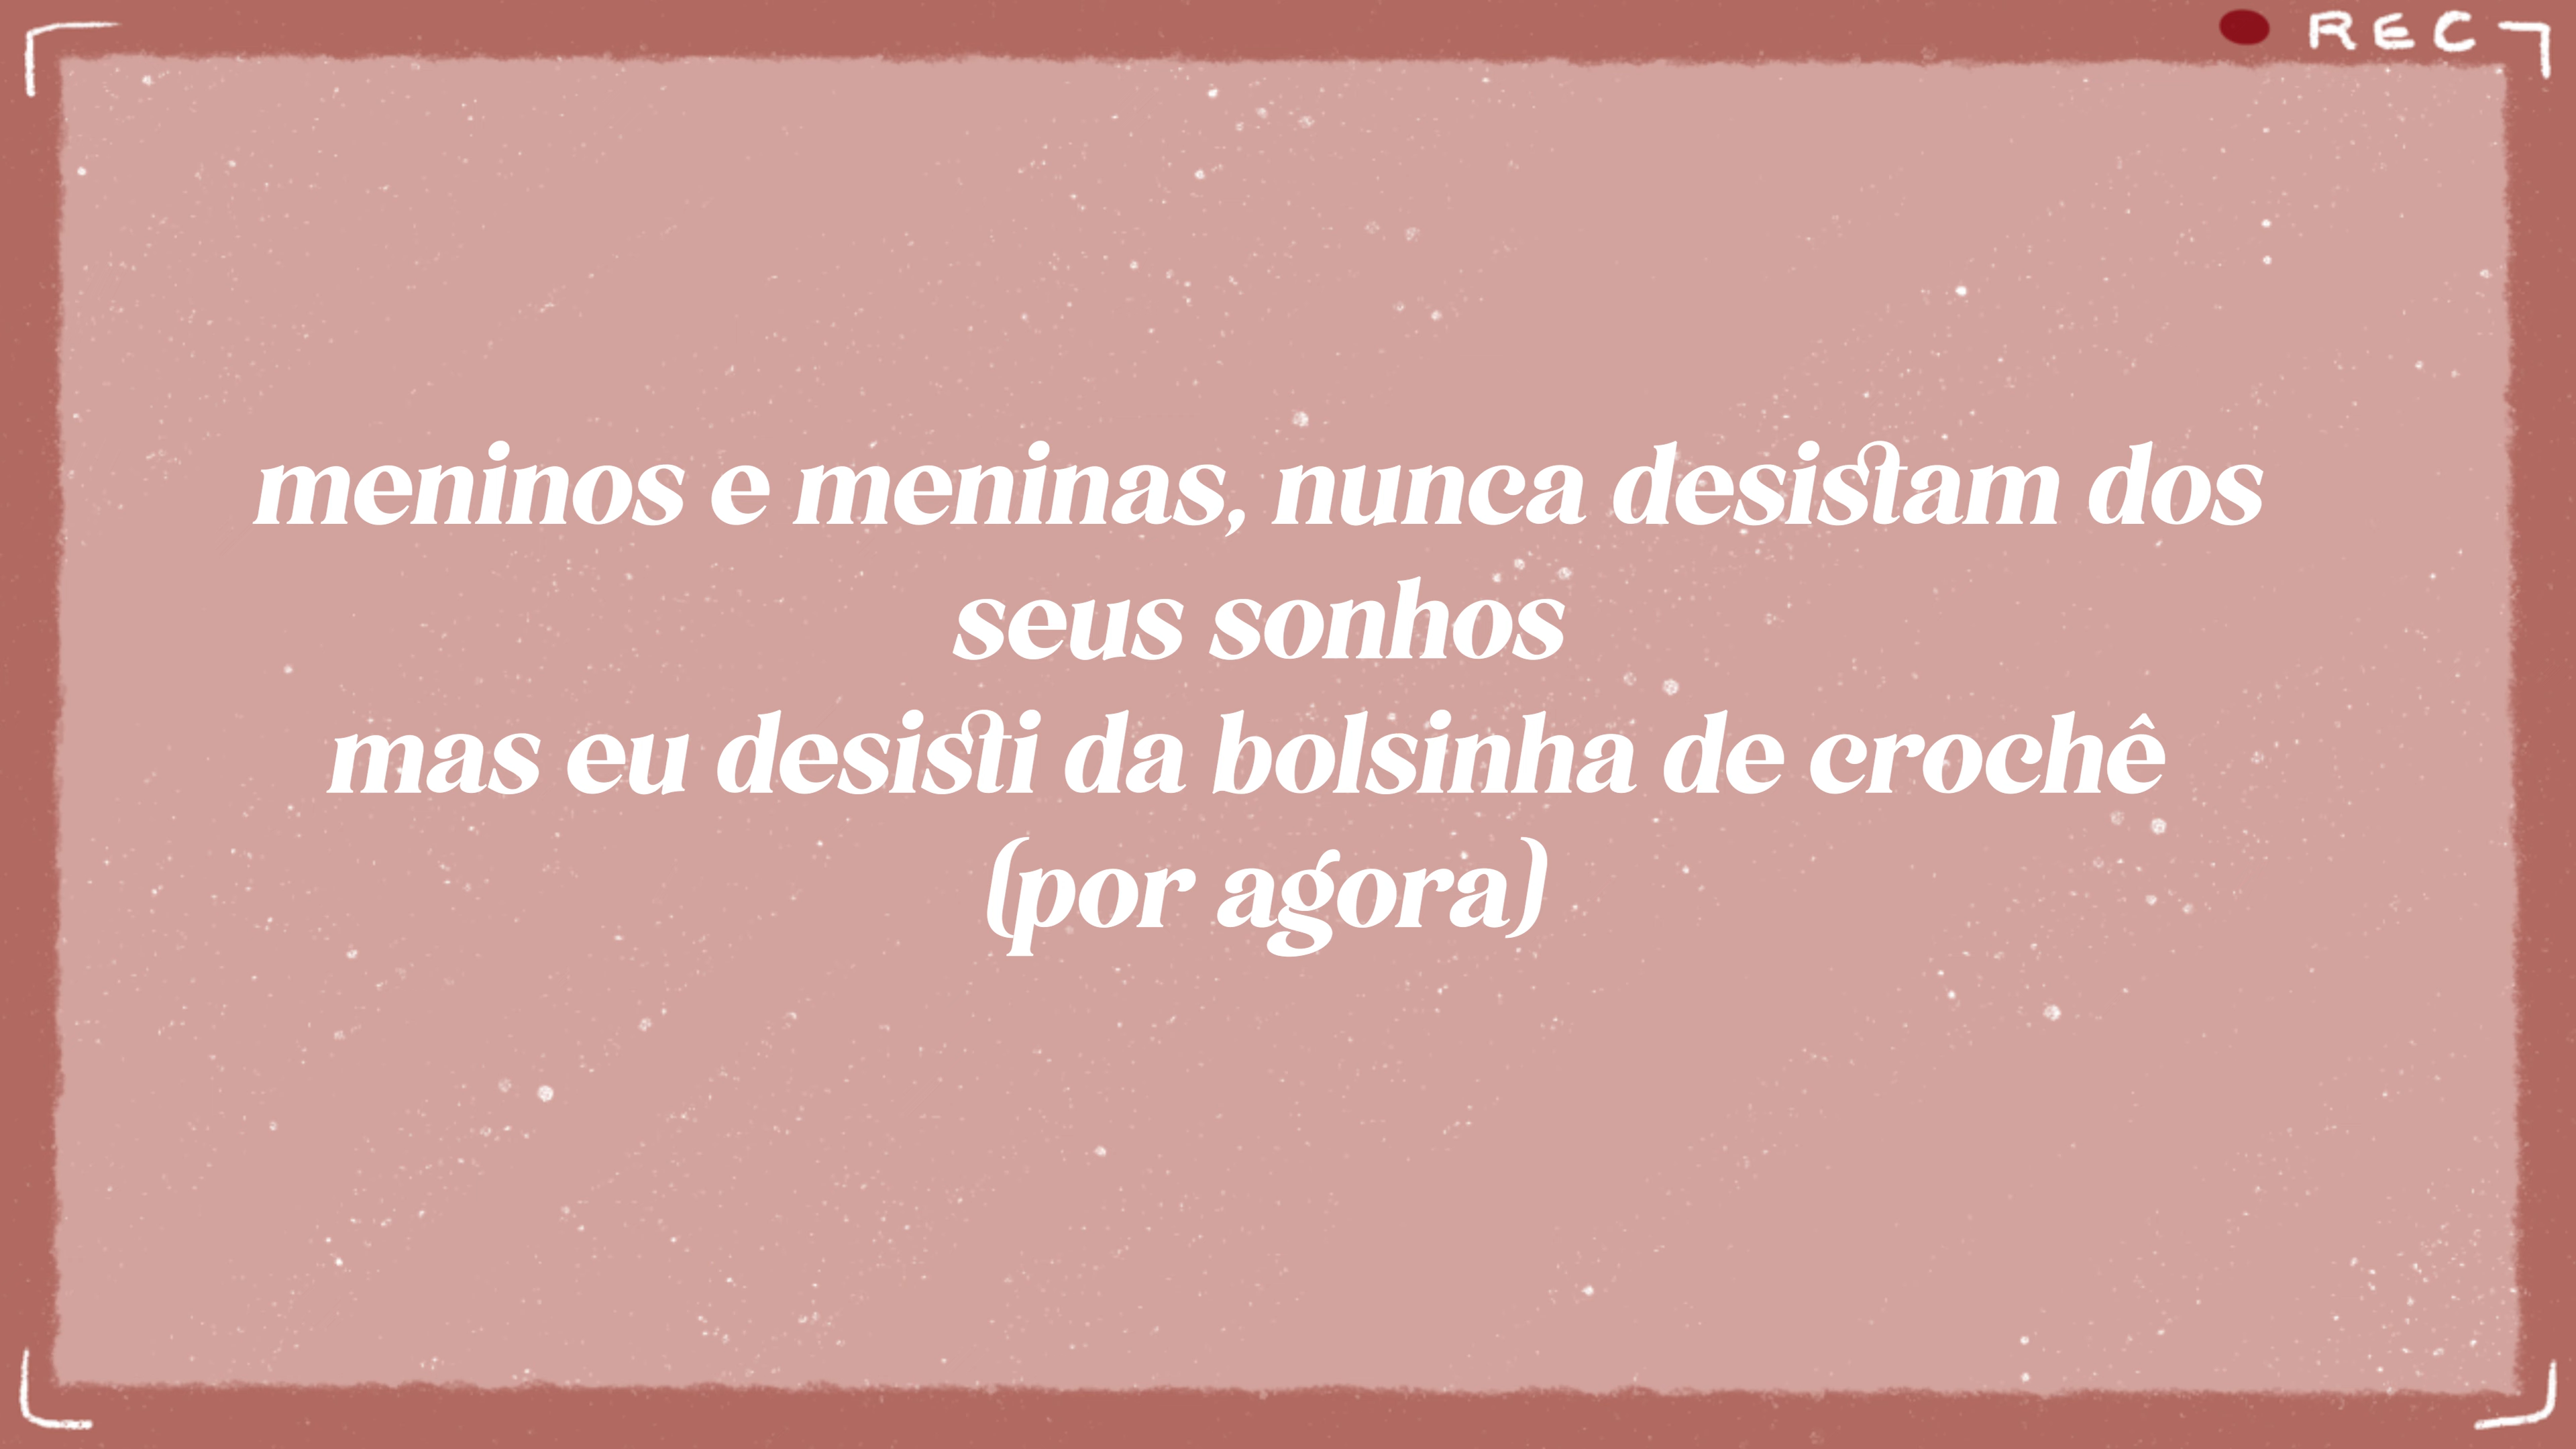 REC
meninos e meninas, nunca desistam dos
seus sonhos
mas eu desisti da bolsinha de crochê
(por agora)